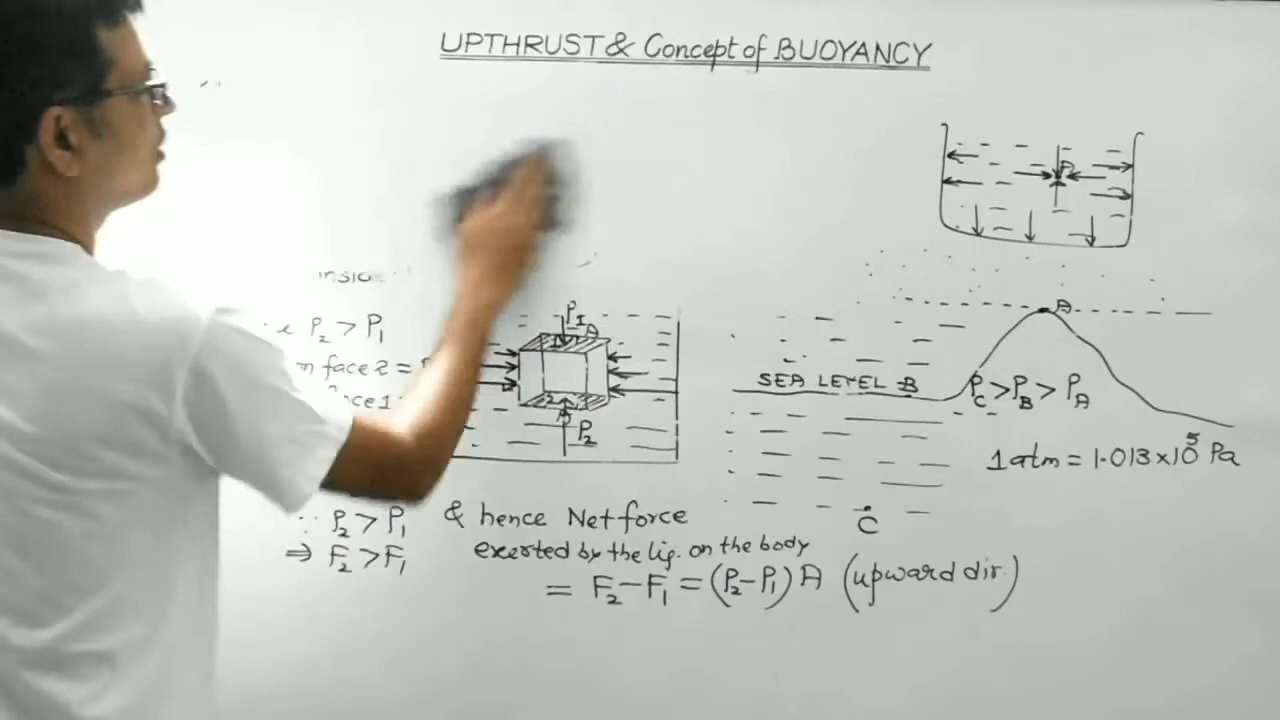 UPTHRUST & Concept of BUOYANCY
P₂ > P₁
face 2 =
∵ P₂ > P₁
⇒ F₂ > F₁
& hence Net force
exerted by the liq. on the body
= F₂ − F₁ = (P₂ − P₁) A (upward dir.)
P₁
A
1
2
A
P₂
P
A
SEA LEVEL B
P_C > P_B > P_A
1 atm = 1.013 × 10⁵ Pa
C